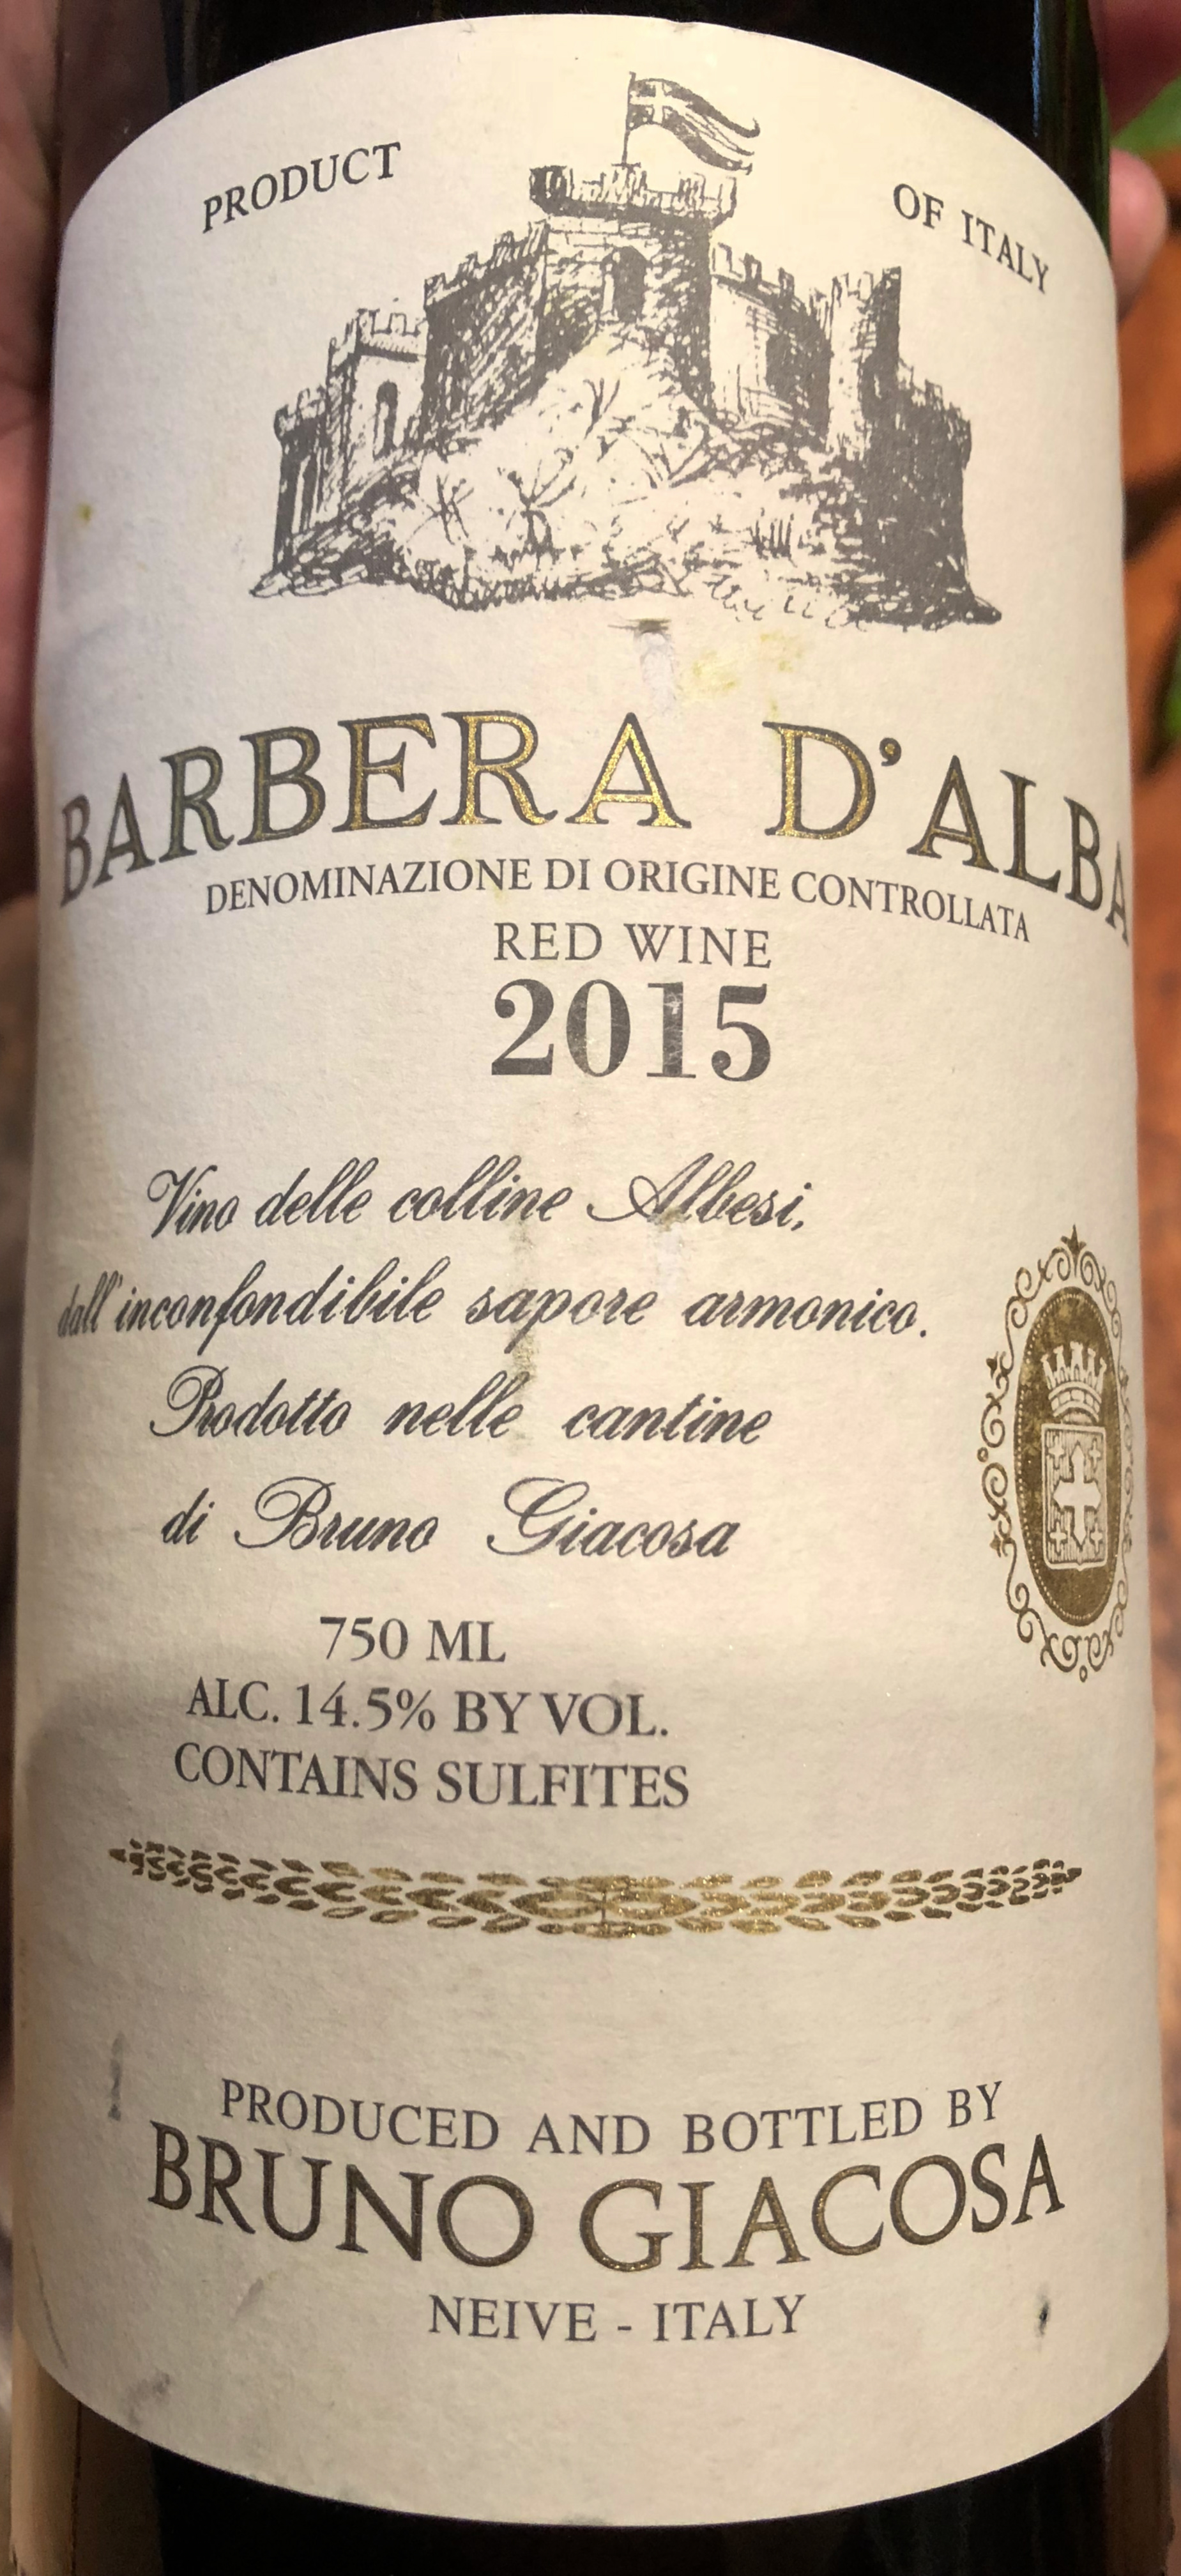 PRODUCT OF ITALY
BARBERA D'ALBA
DENOMINAZIONE DI ORIGINE CONTROLLATA
RED WINE
2015
Vino delle colline Albesi,
dall'inconfondibile sapore armonico.
Prodotto nelle cantine
di Bruno Giacosa
750 ML
ALC. 14.5% BY VOL.
CONTAINS SULFITES
PRODUCED AND BOTTLED BY
BRUNO GIACOSA
NEIVE - ITALY